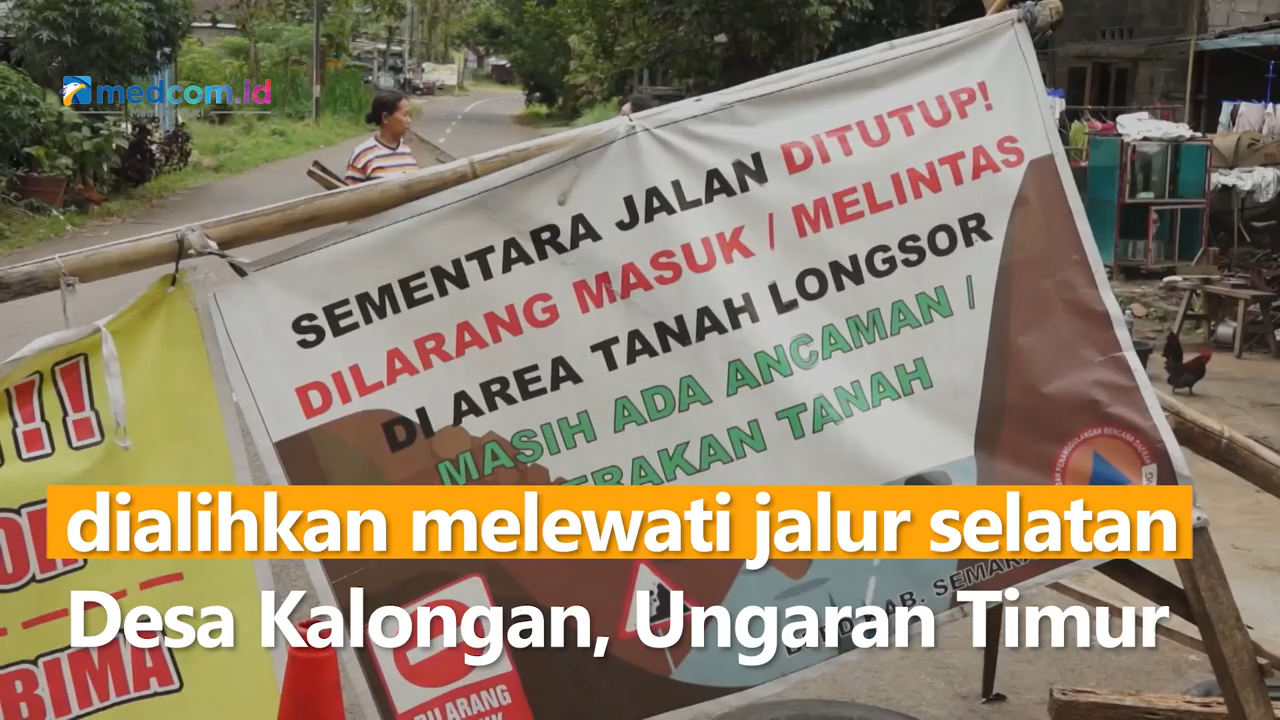 medcom.id
SEMENTARA JALAN DITUTUP!
DILARANG MASUK / MELINTAS
DI AREA TANAH LONGSOR
MASIH ADA ANCAMAN /
TANAH
!!!
BIMA
dialihkan melewati jalur selatan
Desa Kalongan, Ungaran Timur
DILARANG